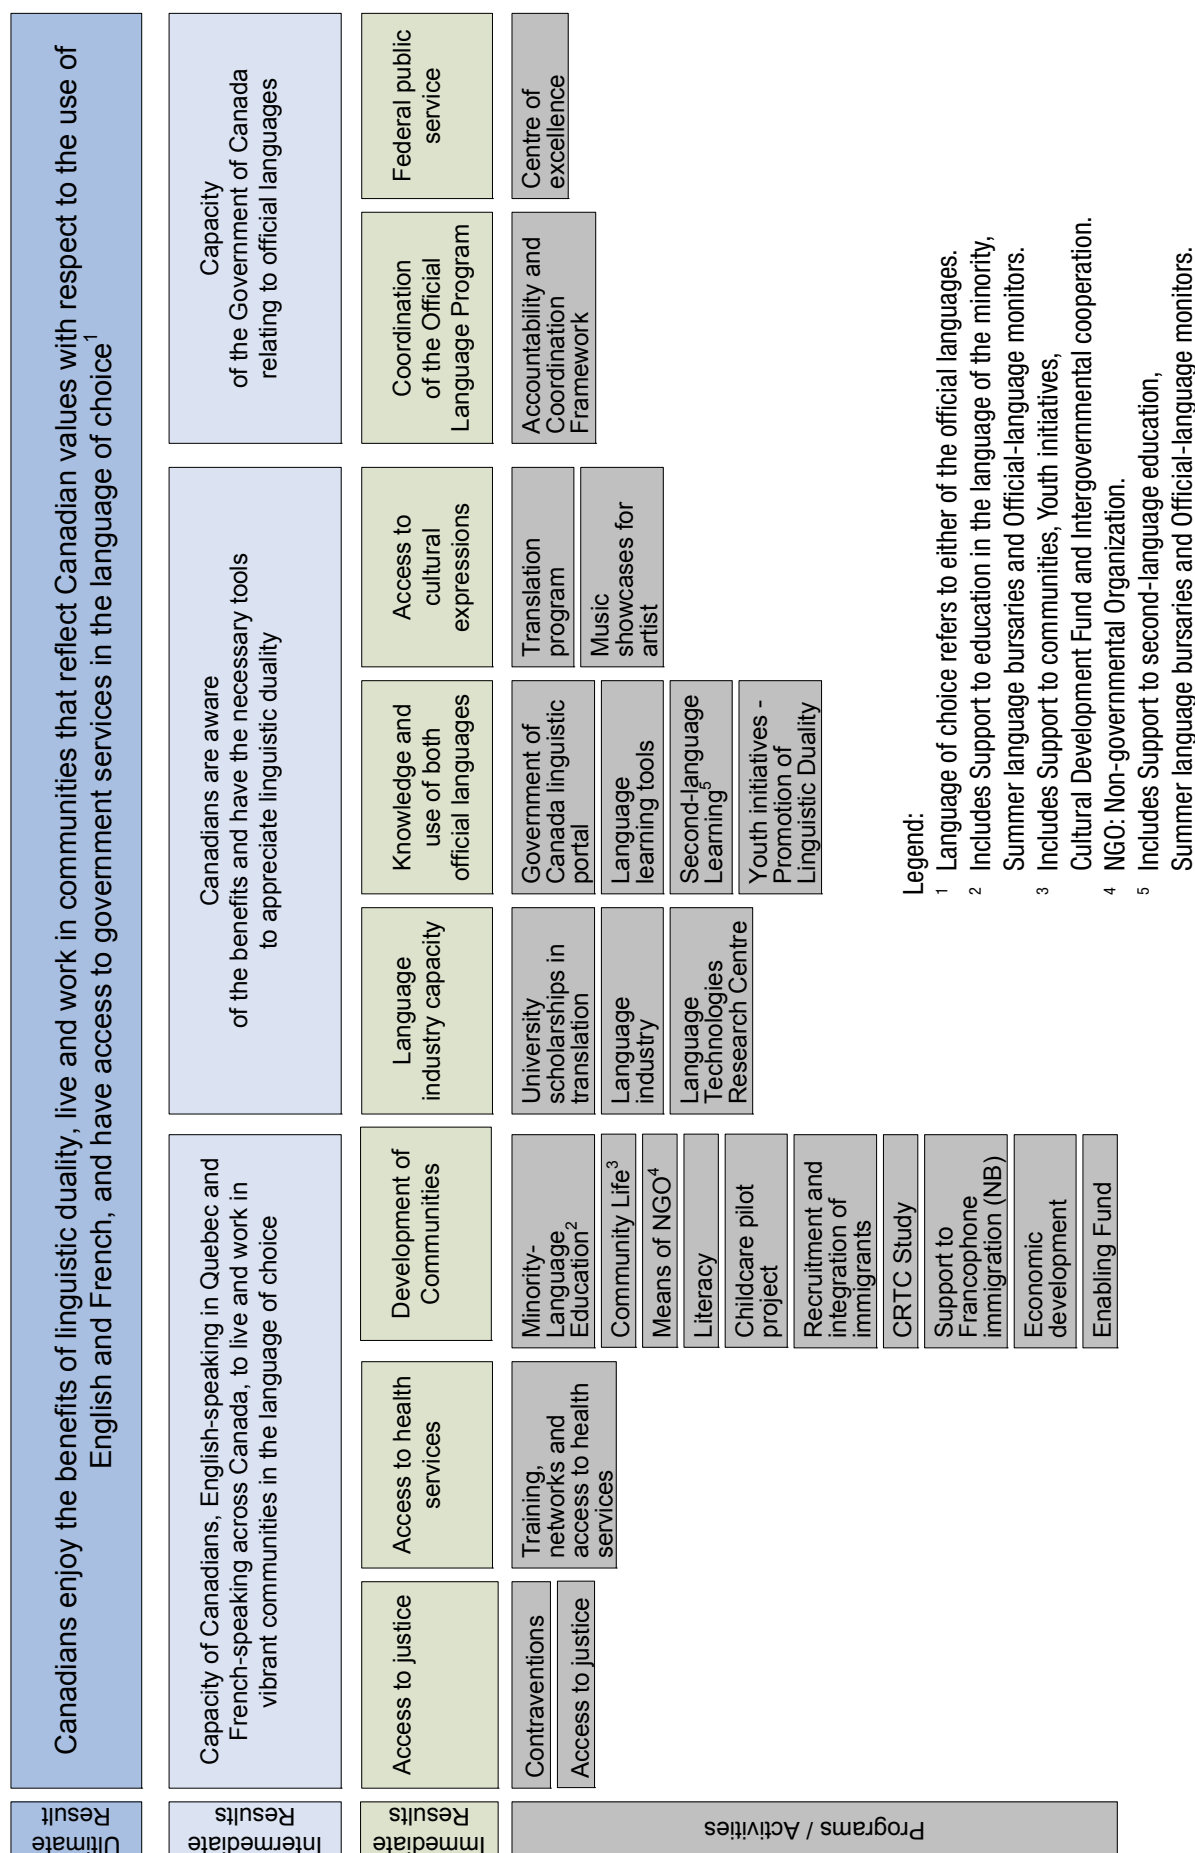 Ultimate
Result
Canadians enjoy the benefits of linguistic duality, live and work in communities that reflect Canadian values with respect to the use of
English and French, and have access to government services in the language of choice1
Intermediate
Results
Capacity of Canadians, English-speaking in Quebec and
French-speaking across Canada, to live and work in
vibrant communities in the language of choice
Canadians are aware
of the benefits and have the necessary tools
to appreciate linguistic duality
Capacity
of the Government of Canada
relating to official languages
Immediate
Results
Access to justice
Access to health
services
Development of
Communities
Language
industry capacity
Knowledge and
use of both
official languages
Access to
cultural
expressions
Coordination
of the Official
Language Program
Federal public
service
Programs / Activities
Contraventions
Access to justice
Training,
networks and
access to health
services
Minority-
Language
Education2
Community Life3
Means of NGO4
Literacy
Childcare pilot
project
Recruitment and
integration of
immigrants
CRTC Study
Support to
Francophone
immigration (NB)
Economic
development
Enabling Fund
University
scholarships in
translation
Language
industry
Language
Technologies
Research Centre
Government of
Canada linguistic
portal
Language
learning tools
Second-language
Learning5
Youth initiatives -
Promotion of
Linguistic Duality
Translation
program
Music
showcases for
artist
Accountability and
Coordination
Framework
Centre of
excellence
Legend:
1 Language of choice refers to either of the official languages.
2 Includes Support to education in the language of the minority,
Summer language bursaries and Official-language monitors.
3 Includes Support to communities, Youth initiatives,
Cultural Development Fund and Intergovernmental cooperation.
4 NGO: Non-governmental Organization.
5 Includes Support to second-language education,
Summer language bursaries and Official-language monitors.